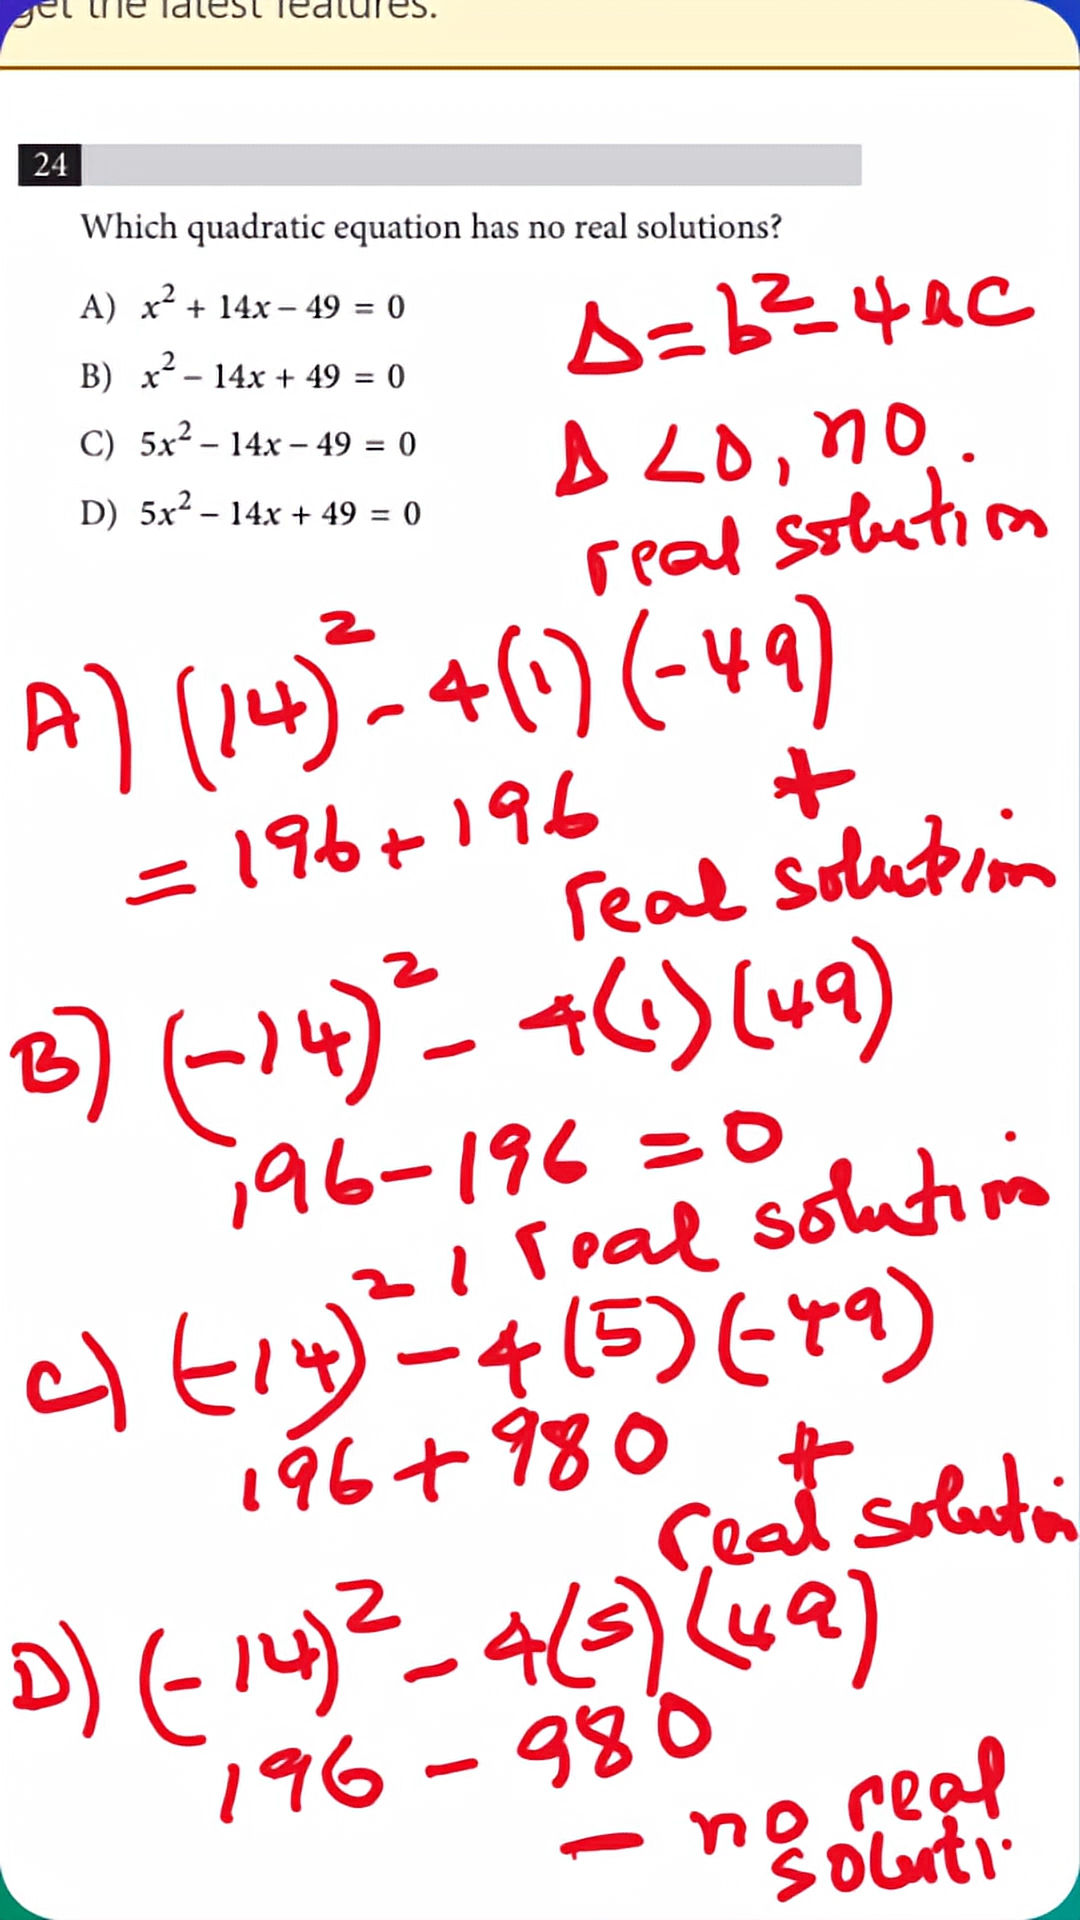 get the latest features.
24
Which quadratic equation has no real solutions?
A) x² + 14x – 49 = 0
B) x² – 14x + 49 = 0
C) 5x² – 14x – 49 = 0
D) 5x² – 14x + 49 = 0
Δ = b² – 4ac
Δ < 0, no
real solution
A) (14)² - 4(1)(-49)
= 196 + 196 +
real solution
B) (-14)² - 4(1)(49)
196 - 196 = 0
1 real solution
C) (-14)² - 4(5)(-49)
196 + 980 +
real solution
D) (-14)² - 4(5)(49)
196 - 980
- no real
soluti